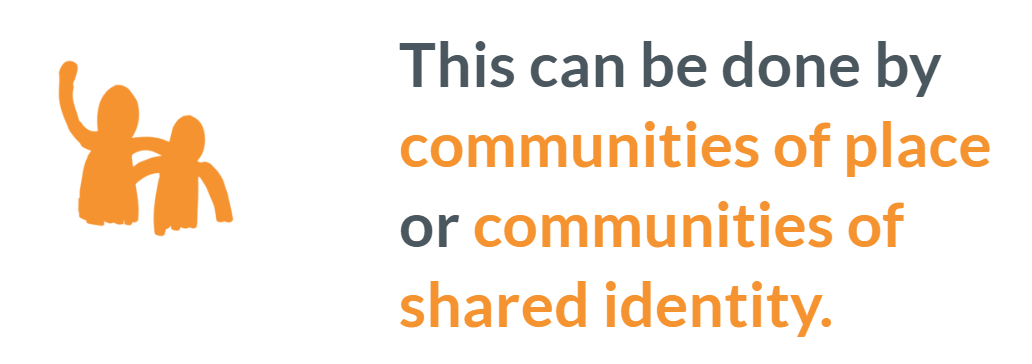 This can be done by
communities of place
or communities of
shared identity.